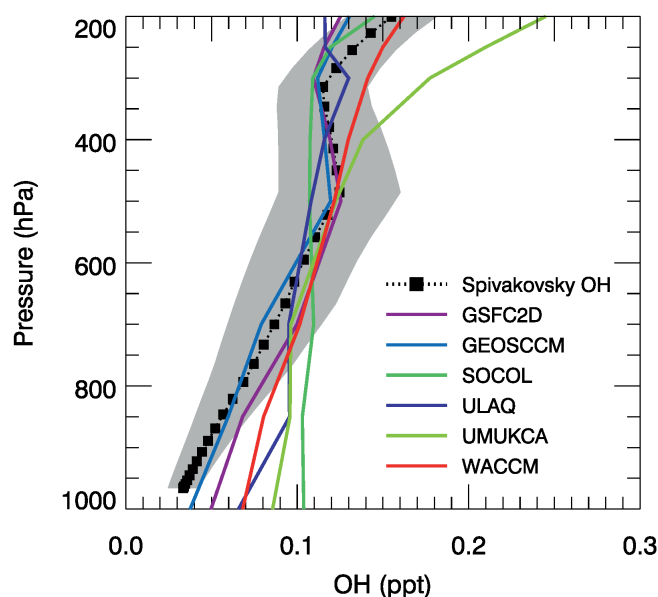 200
400
600
800
1000
Pressure (hPa)
Spivakovsky OH
GSFC2D
GEOSCCM
SOCOL
ULAQ
UMUKCA
WACCM
0.0 0.1 0.2 0.3
OH (ppt)